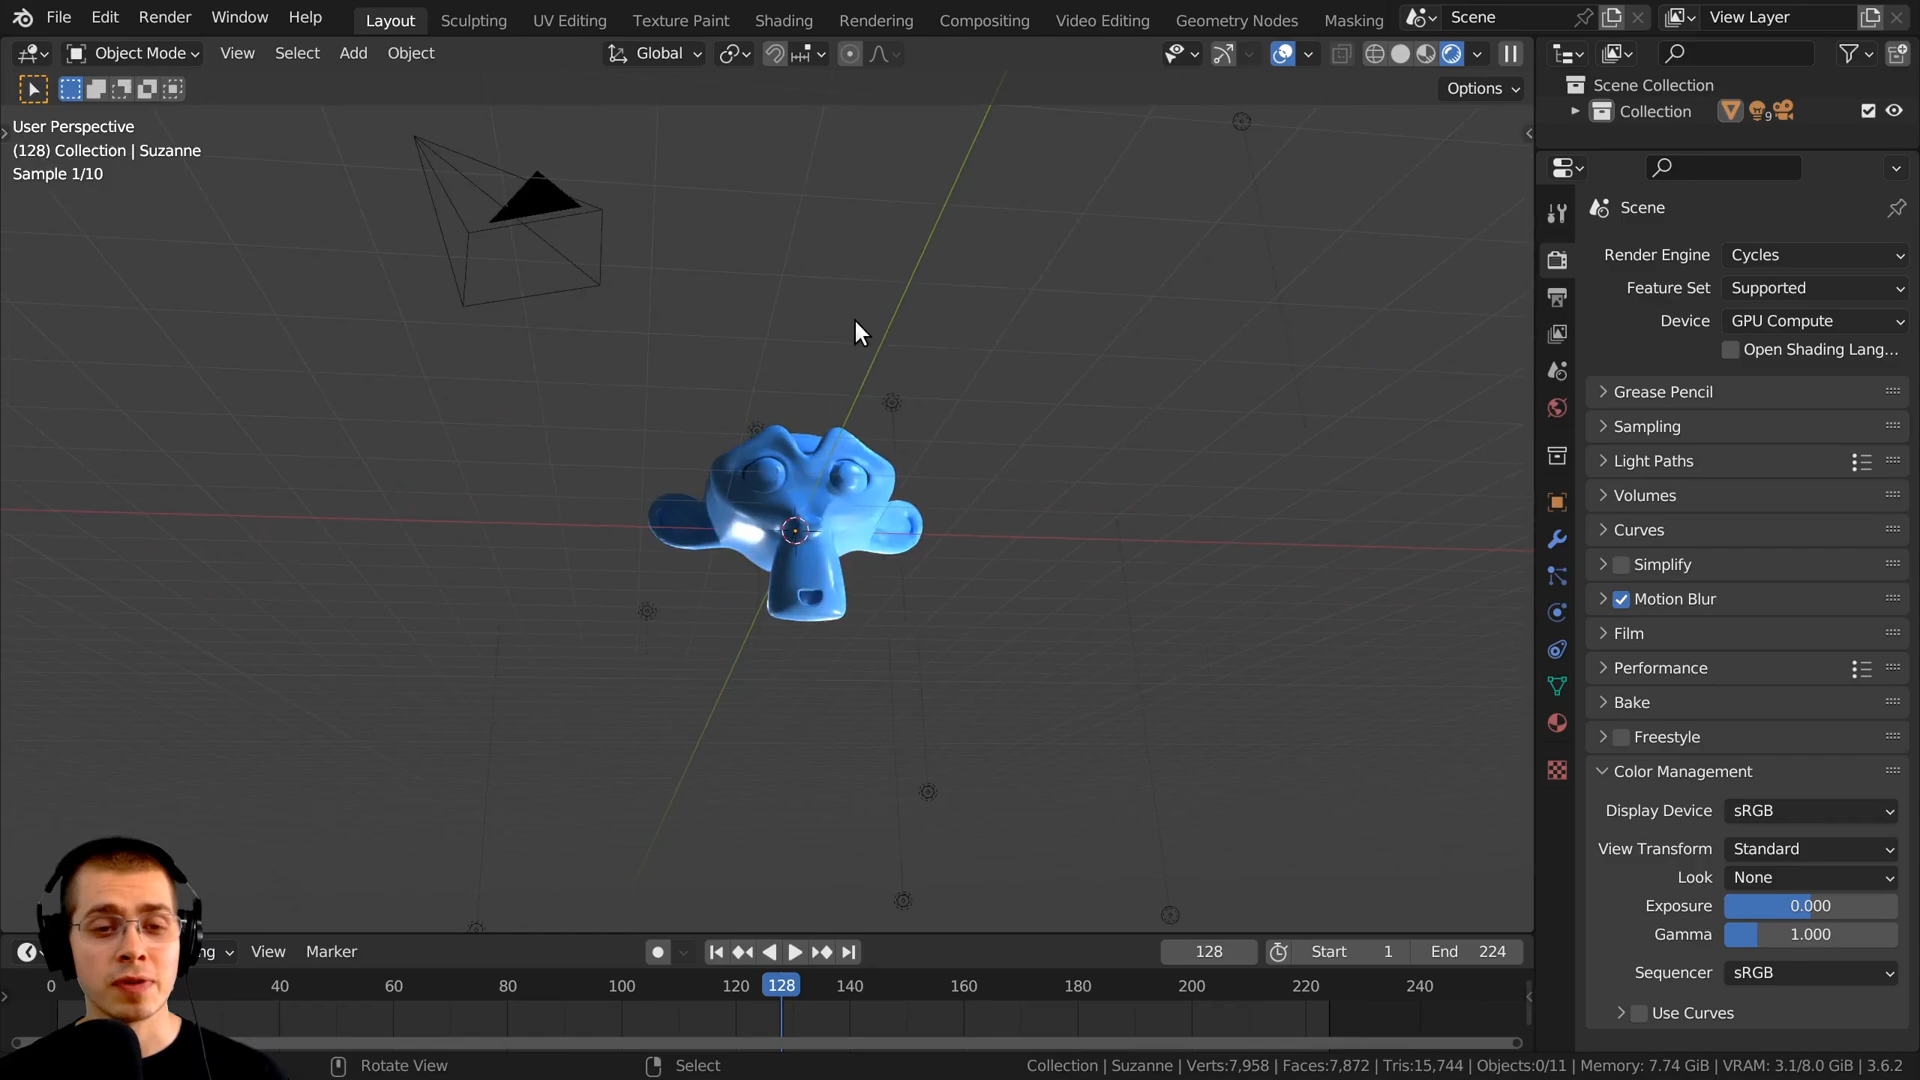 File Edit Render Window Help Layout Sculpting UV Editing Texture Paint Shading Rendering Compositing Video Editing Geometry Nodes Masking Scene View Layer
Object Mode View Select Add Object Global
Options
User Perspective
(128) Collection | Suzanne
Sample 1/10
Scene Collection
Collection 9
Scene
Render Engine Cycles
Feature Set Supported
Device GPU Compute
Open Shading Lang...
Grease Pencil
Sampling
Light Paths
Volumes
Curves
Simplify
Motion Blur
Film
Performance
Bake
Freestyle
Color Management
Display Device sRGB
View Transform Standard
Look None
Exposure 0.000
Gamma 1.000
Sequencer sRGB
Use Curves
ng View Marker 128 Start 1 End 224
0 40 60 80 100 120 128 140 160 180 200 220 240
Rotate View Select Collection | Suzanne | Verts:7,958 | Faces:7,872 | Tris:15,744 | Objects:0/11 | Memory: 7.74 GiB | VRAM: 3.1/8.0 GiB | 3.6.2